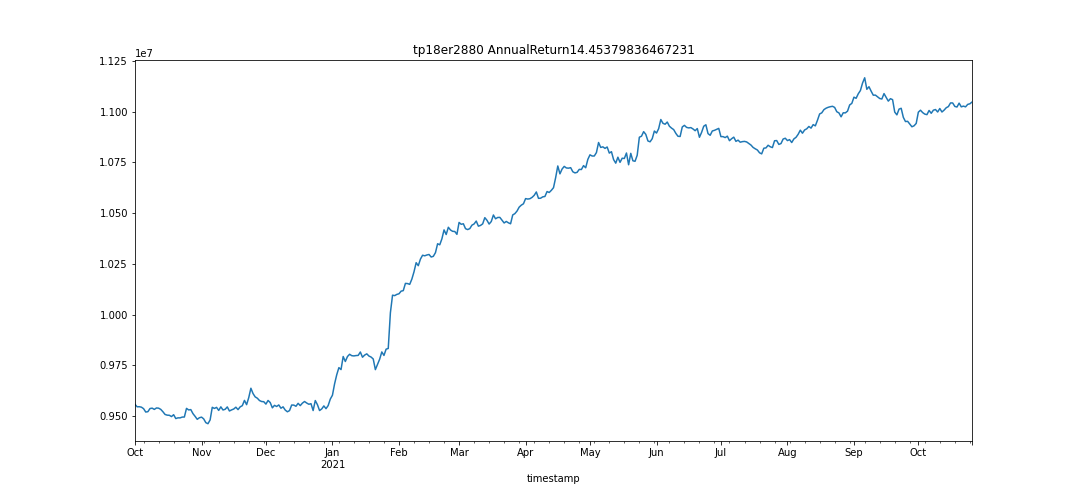 tp18er2880 AnnualReturn14.45379836467231
1e7
1.125
1.100
1.075
1.050
1.025
1.000
0.975
0.950
Oct Nov Dec Jan Feb Mar Apr May Jun Jul Aug Sep Oct
2021
timestamp